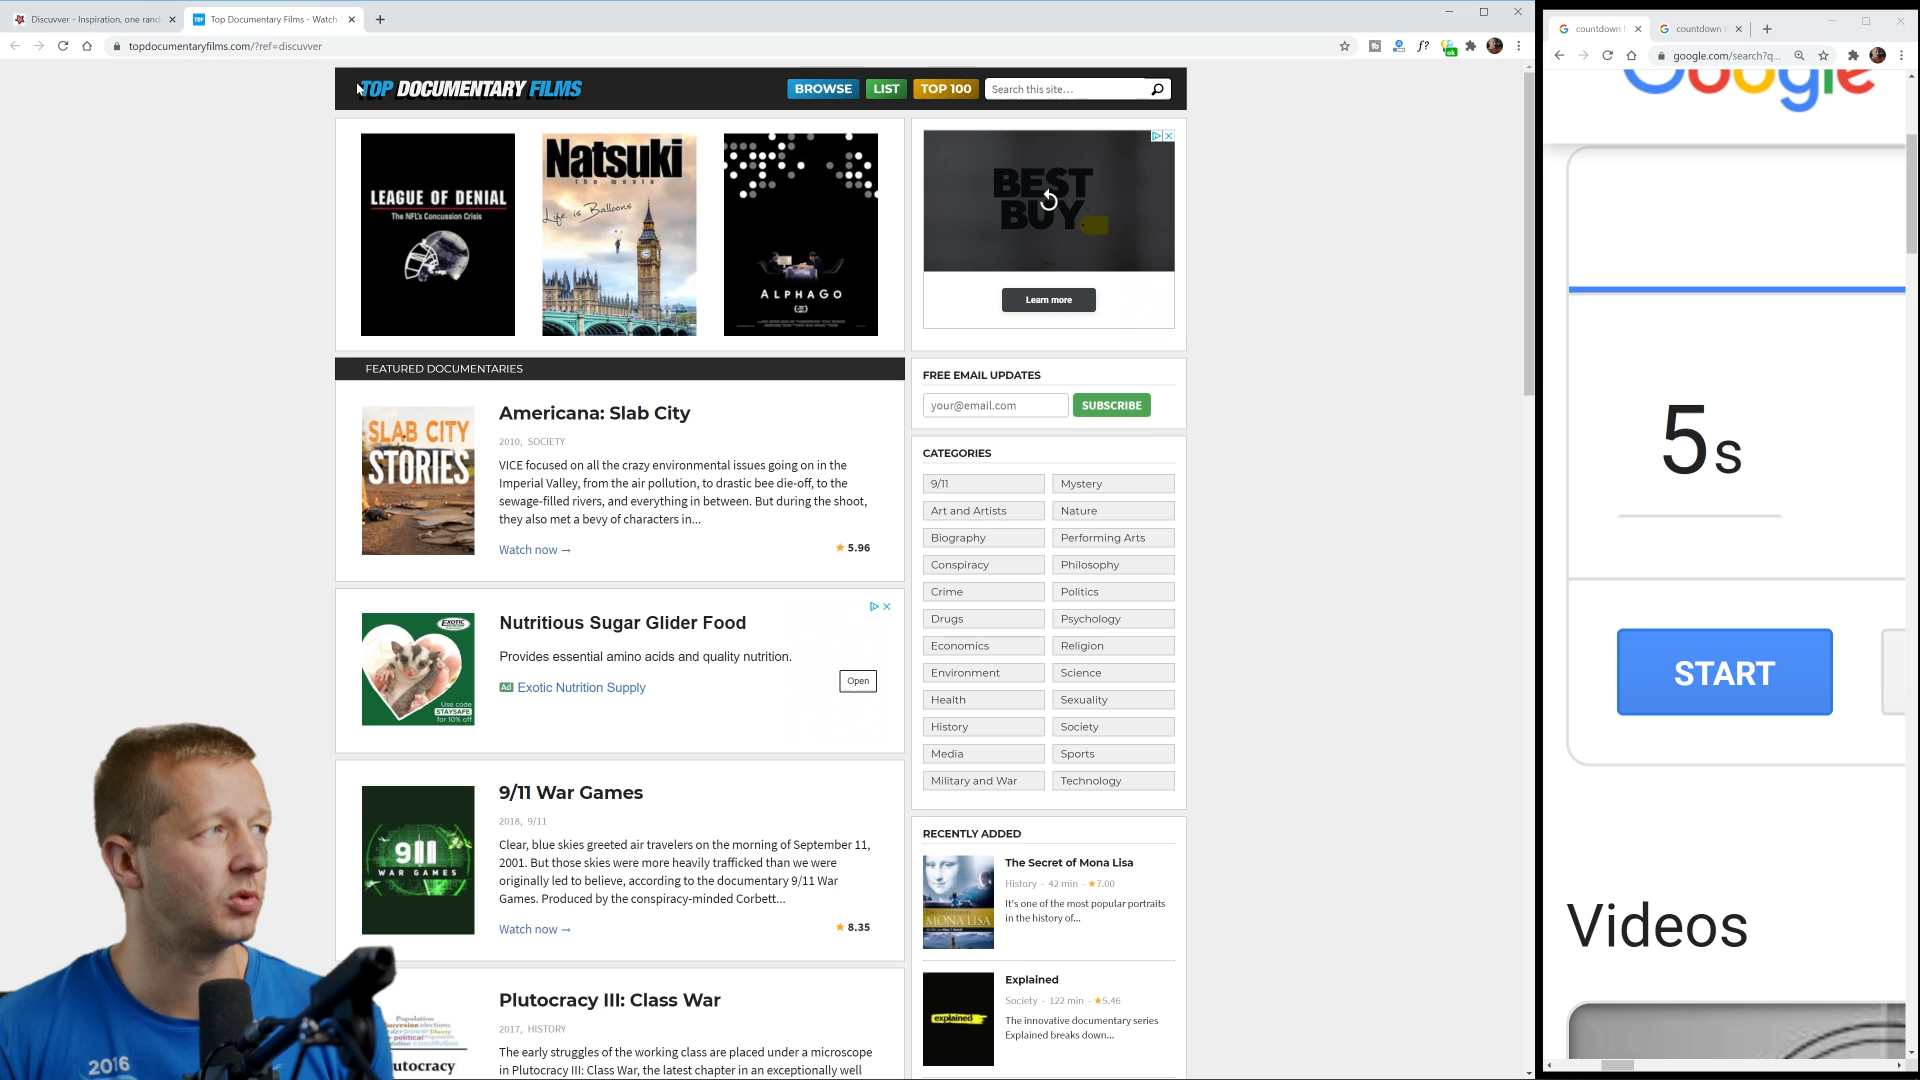 Discuvver - Inspiration, one rand
Top Documentary Films - Watch
topdocumentaryfilms.com/?ref=discuvver
TOP DOCUMENTARY FILMS
BROWSE
LIST
TOP 100
Search this site...
LEAGUE OF DENIAL
The NFL's Concussion Crisis
Natsuki
the movie
Life is Balloons
ALPHAGO
BEST
BUY
Learn more
FEATURED DOCUMENTARIES
SLAB CITY
STORIES
Americana: Slab City
2010, SOCIETY
VICE focused on all the crazy environmental issues going on in the
Imperial Valley, from the air pollution, to drastic bee die-off, to the
sewage-filled rivers, and everything in between. But during the shoot,
they also met a bevy of characters in...
Watch now →
★ 5.96
Nutritious Sugar Glider Food
Provides essential amino acids and quality nutrition.
Ad Exotic Nutrition Supply
Open
EXOTIC
Use code
STAYSAFE
for 10% off
911
WAR GAMES
9/11 War Games
2018, 9/11
Clear, blue skies greeted air travelers on the morning of September 11,
2001. But those skies were more heavily trafficked than we were
originally led to believe, according to the documentary 9/11 War
Games. Produced by the conspiracy-minded Corbett...
Watch now →
★ 8.35
Plutocracy III: Class War
2017, HISTORY
The early struggles of the working class are placed under a microscope
in Plutocracy III: Class War, the latest chapter in an exceptionally well
Population
utocracy
2016
FREE EMAIL UPDATES
your@email.com
SUBSCRIBE
CATEGORIES
9/11
Mystery
Art and Artists
Nature
Biography
Performing Arts
Conspiracy
Philosophy
Crime
Politics
Drugs
Psychology
Economics
Religion
Environment
Science
Health
Sexuality
History
Society
Media
Sports
Military and War
Technology
RECENTLY ADDED
MONA LISA
The Secret of Mona Lisa
History - 42 min - ★7.00
It's one of the most popular portraits
in the history of...
explained
Explained
Society - 122 min - ★5.46
The innovative documentary series
Explained breaks down...
countdown
countdown
google.com/search?q...
Google
5s
START
Videos